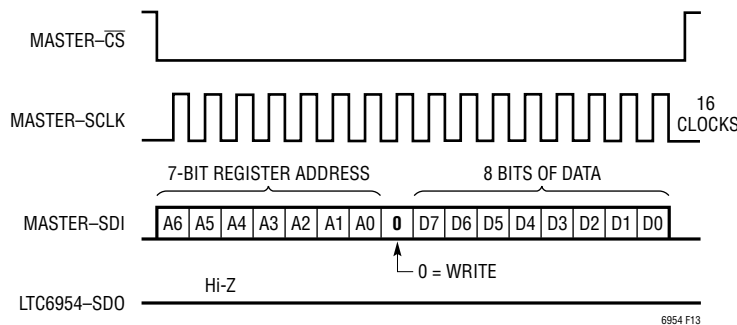 MASTER–C̅S̅
MASTER–SCLK
16
CLOCKS
7-BIT REGISTER ADDRESS
8 BITS OF DATA
MASTER–SDI
A6 A5 A4 A3 A2 A1 A0 0 D7 D6 D5 D4 D3 D2 D1 D0
0 = WRITE
Hi-Z
LTC6954–SDO
6954 F13